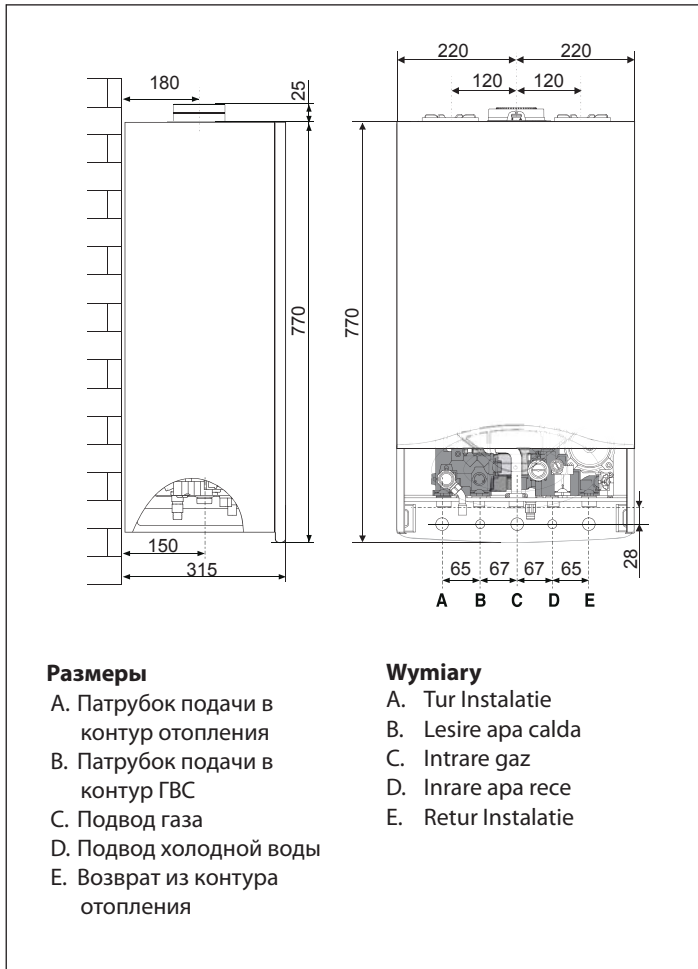 220 220
180 120 120
25
770
770
150
315
65 67 67 65
28
A B C D E
Размеры
A. Патрубок подачи в
контур отопления
B. Патрубок подачи в
контур ГВС
C. Подвод газа
D. Подвод холодной воды
E. Возврат из контура
отопления
Wymiary
A. Tur Instalatie
B. Lesire apa calda
C. Intrare gaz
D. Inrare apa rece
E. Retur Instalatie